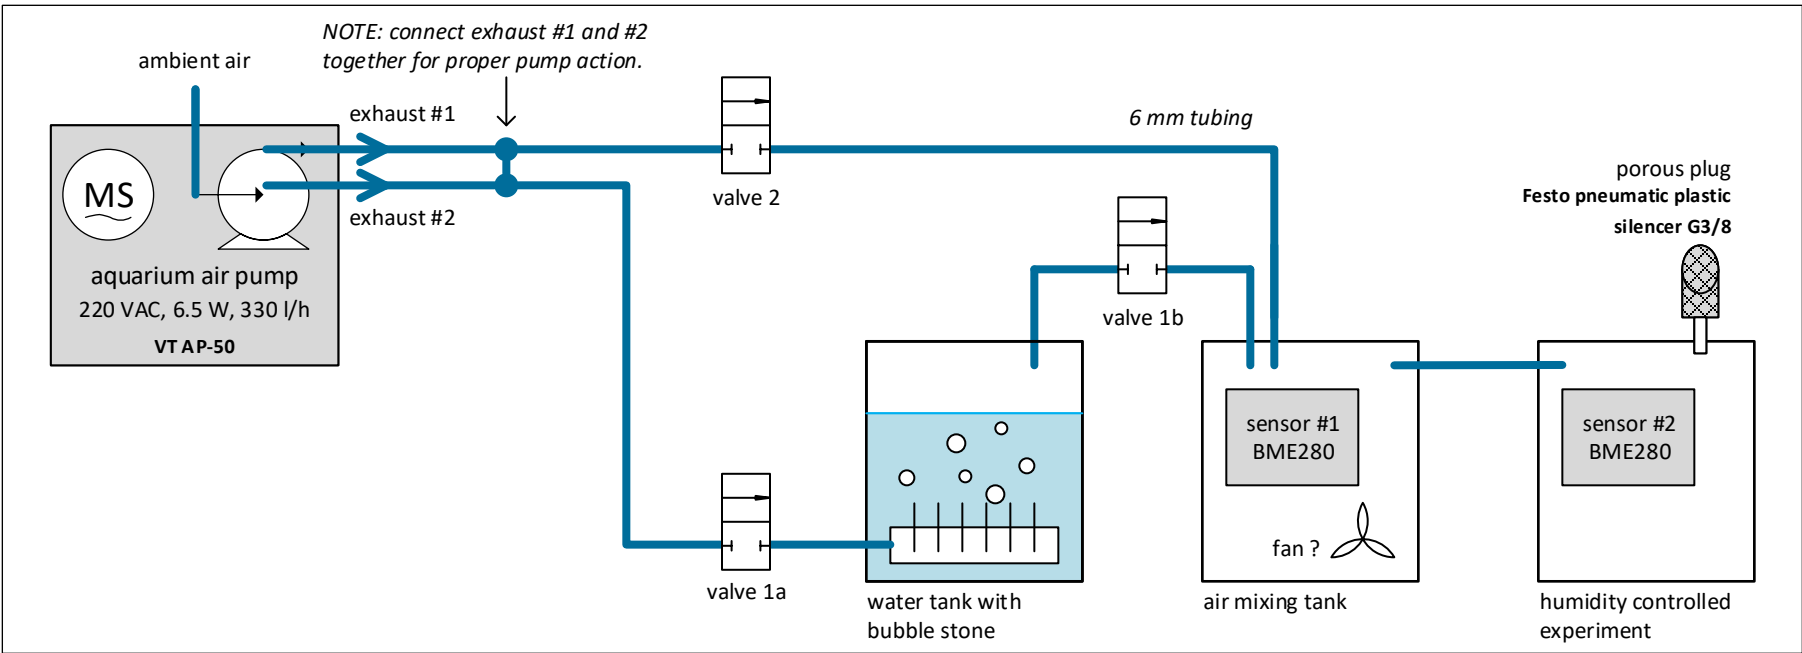 NOTE: connect exhaust #1 and #2
together for proper pump action.
ambient air
exhaust #1
exhaust #2
MS
aquarium air pump
220 VAC, 6.5 W, 330 l/h
VT AP-50
valve 2
6 mm tubing
valve 1b
porous plug
Festo pneumatic plastic
silencer G3/8
valve 1a
water tank with
bubble stone
sensor #1
BME280
fan ?
air mixing tank
sensor #2
BME280
humidity controlled
experiment